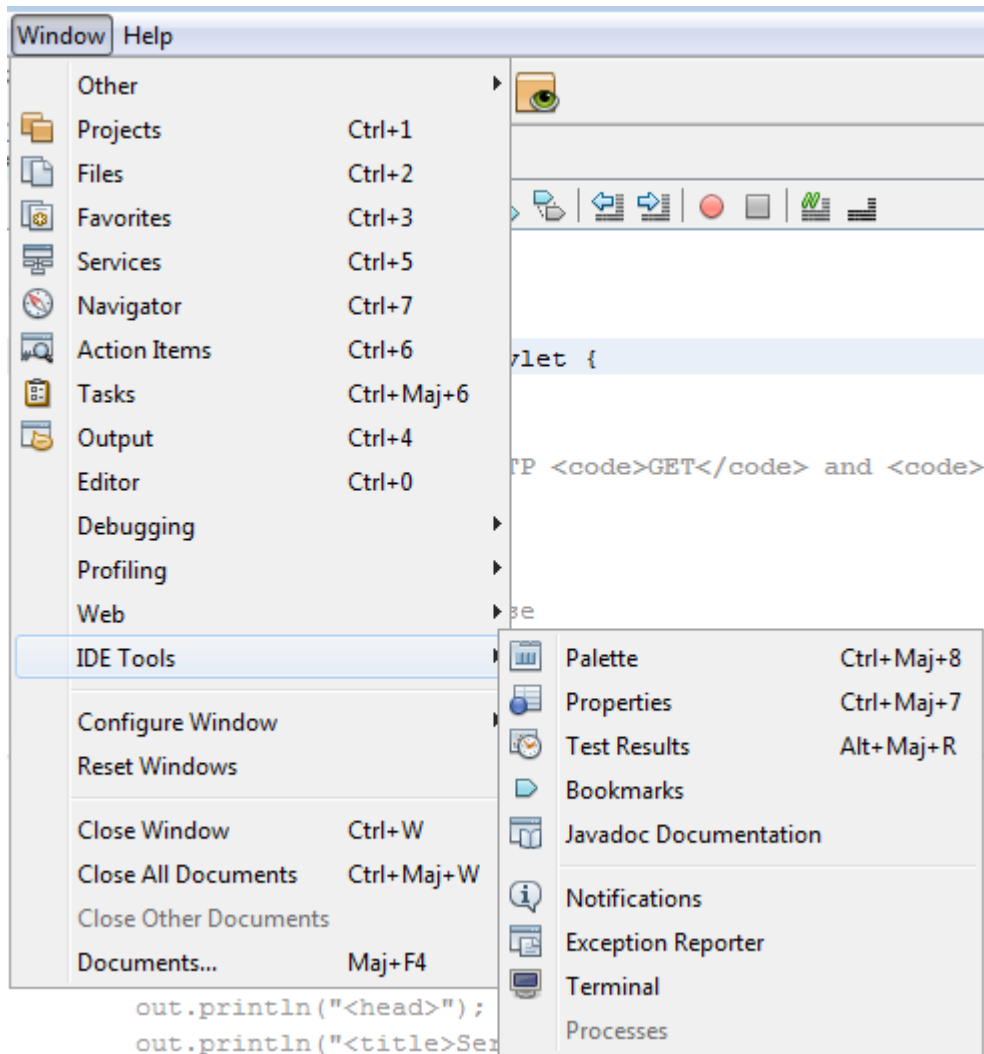 Window Help
Other
Projects Ctrl+1
Files Ctrl+2
Favorites Ctrl+3
Services Ctrl+5
Navigator Ctrl+7
Action Items Ctrl+6
Tasks Ctrl+Maj+6
Output Ctrl+4
Editor Ctrl+0
Debugging
Profiling
Web
IDE Tools
Configure Window
Reset Windows
Close Window Ctrl+W
Close All Documents Ctrl+Maj+W
Close Other Documents
Documents... Maj+F4
vlet {
TP <code>GET</code> and <code>
se
Palette Ctrl+Maj+8
Properties Ctrl+Maj+7
Test Results Alt+Maj+R
Bookmarks
Javadoc Documentation
Notifications
Exception Reporter
Terminal
Processes
out.println("<head>");
out.println("<title>Ser